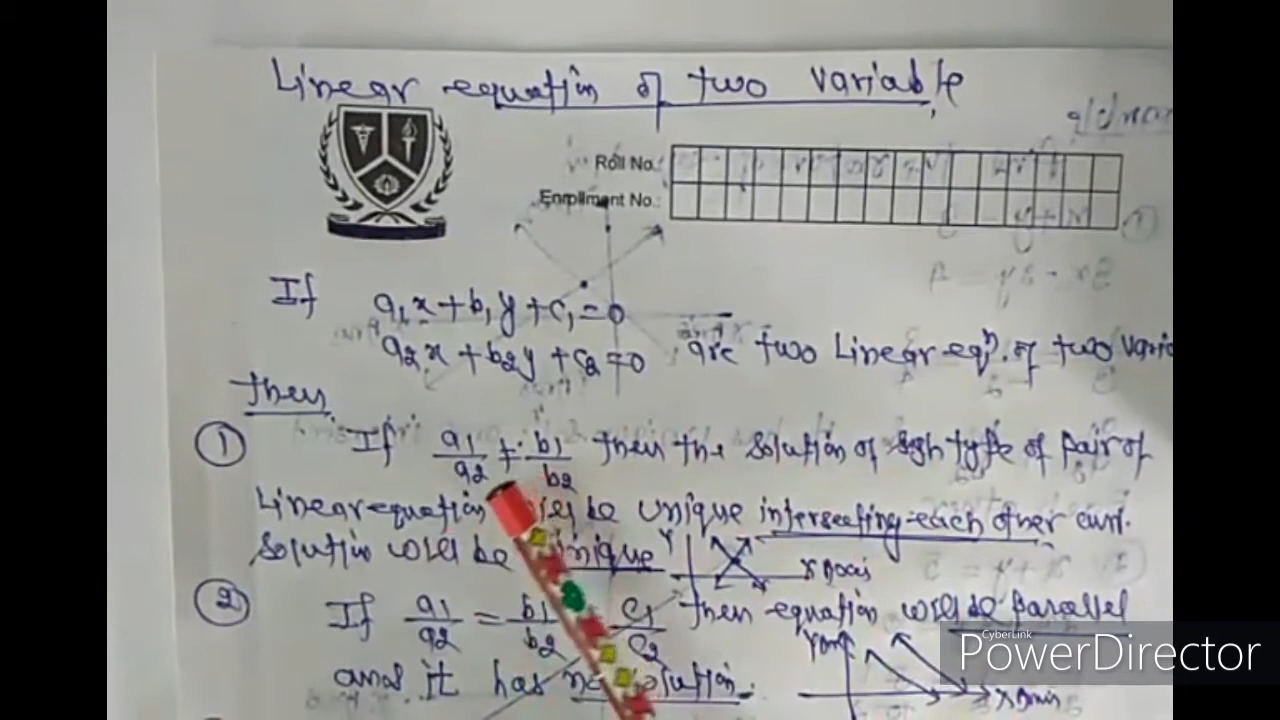 Linear equation of two variable
Roll No.:
Enrollment No.:
If a₁x + b₁y + c₁ = 0
a₂x + b₂y + c₂ = 0 are two Linear eqⁿ. of two varia
then
① If a₁/a₂ ≠ b₁/b₂ then the solution of such type of pair of
Linear equation will be unique intersecting each other and
solution will be unique Y X axis
② If a₁/a₂ = b₁/b₂ c₁/c₂ then equation will be parallel
and it has no solution. Y axis X axis
CyberLink
PowerDirector